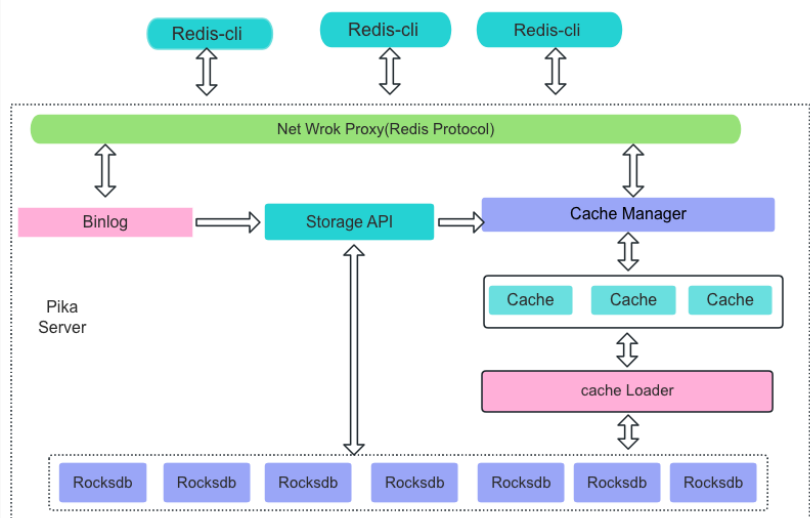 Redis-cli
Redis-cli
Redis-cli
Net Wrok Proxy(Redis Protocol)
Binlog
Storage API
Cache Manager
Cache
Cache
Cache
Pika
Server
cache Loader
Rocksdb
Rocksdb
Rocksdb
Rocksdb
Rocksdb
Rocksdb
Rocksdb